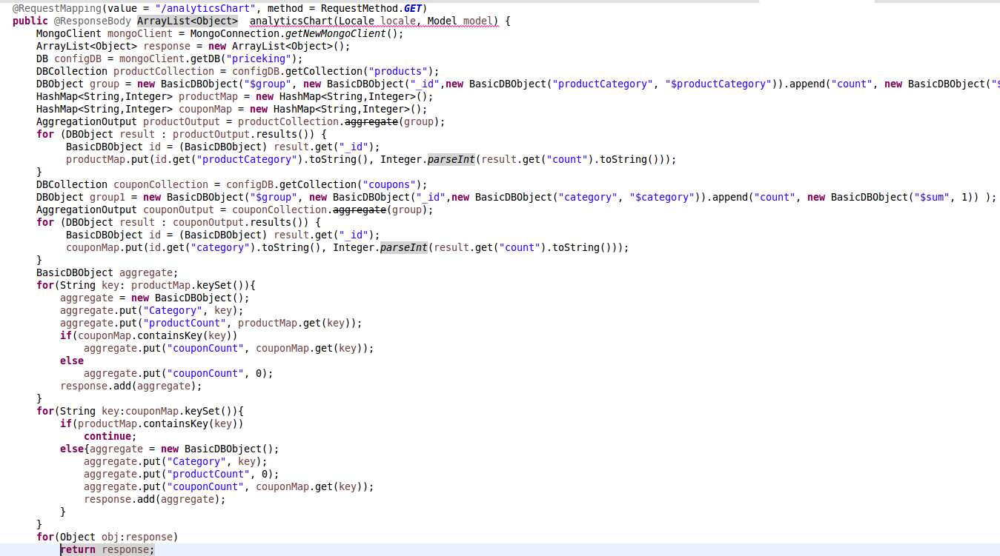 @RequestMapping(value = "/analyticsChart", method = RequestMethod.GET)
public @ResponseBody ArrayList<Object>  analyticsChart(Locale locale, Model model) {
    MongoClient mongoClient = MongoConnection.getNewMongoClient();
    ArrayList<Object> response = new ArrayList<Object>();
    DB configDB = mongoClient.getDB("priceking");
    DBCollection productCollection = configDB.getCollection("products");
    DBObject group = new BasicDBObject("$group", new BasicDBObject("_id",new BasicDBObject("productCategory", "$productCategory")).append("count", new BasicDBObject("$
    HashMap<String,Integer> productMap = new HashMap<String,Integer>();
    HashMap<String,Integer> couponMap = new HashMap<String,Integer>();
    AggregationOutput productOutput = productCollection.aggregate(group);
    for (DBObject result : productOutput.results()) {
         BasicDBObject id = (BasicDBObject) result.get("_id");
         productMap.put(id.get("productCategory").toString(), Integer.parseInt(result.get("count").toString()));
    }
    DBCollection couponCollection = configDB.getCollection("coupons");
    DBObject group1 = new BasicDBObject("$group", new BasicDBObject("_id",new BasicDBObject("category", "$category")).append("count", new BasicDBObject("$sum", 1)) );
    AggregationOutput couponOutput = couponCollection.aggregate(group);
    for (DBObject result : couponOutput.results()) {
         BasicDBObject id = (BasicDBObject) result.get("_id");
         couponMap.put(id.get("category").toString(), Integer.parseInt(result.get("count").toString()));
    }
    BasicDBObject aggregate;
    for(String key: productMap.keySet()){
        aggregate = new BasicDBObject();
        aggregate.put("Category", key);
        aggregate.put("productCount", productMap.get(key));
        if(couponMap.containsKey(key))
            aggregate.put("couponCount", couponMap.get(key));
        else
            aggregate.put("couponCount", 0);
        response.add(aggregate);
    }
    for(String key:couponMap.keySet()){
        if(productMap.containsKey(key))
            continue;
        else{aggregate = new BasicDBObject();
            aggregate.put("Category", key);
            aggregate.put("productCount", 0);
            aggregate.put("couponCount", couponMap.get(key));
            response.add(aggregate);
        }
    }
    for(Object obj:response)
        return response;